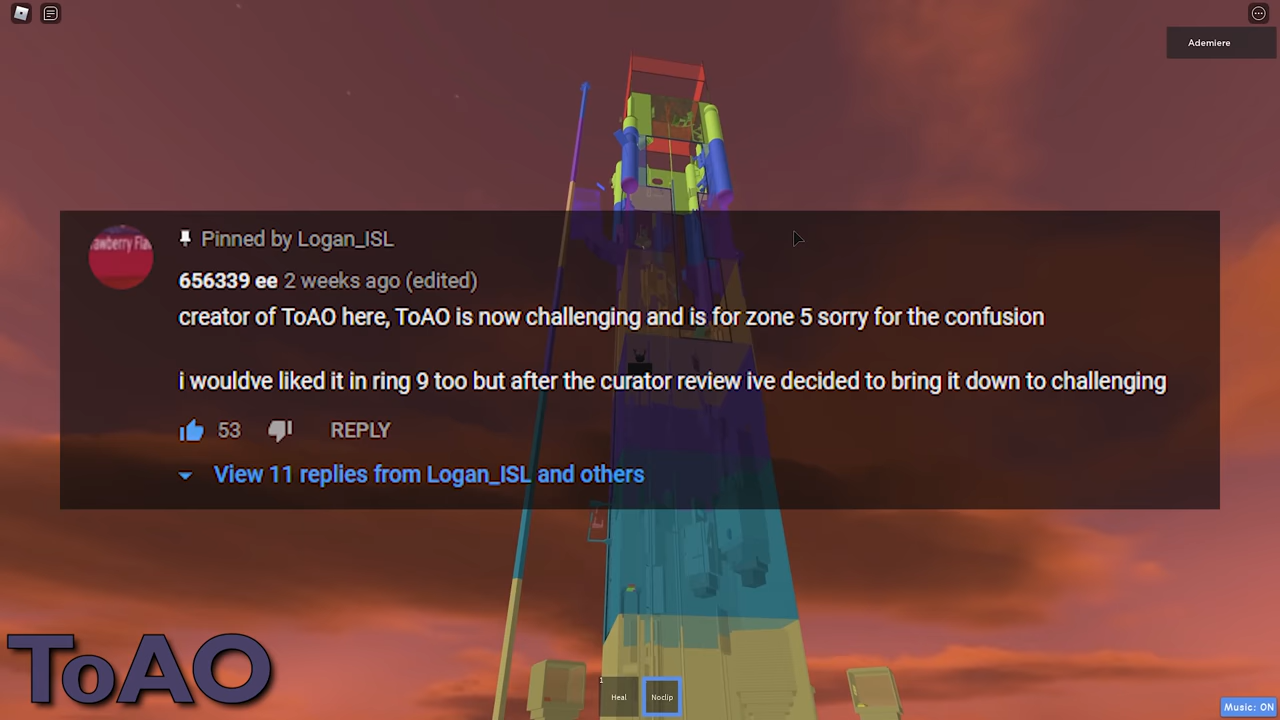 Ademiere
awberry Fla
Pinned by Logan_ISL
656339 ee 2 weeks ago (edited)
creator of ToAO here, ToAO is now challenging and is for zone 5 sorry for the confusion
i wouldve liked it in ring 9 too but after the curator review ive decided to bring it down to challenging
53 REPLY
View 11 replies from Logan_ISL and others
ToAO
1
Heal
Noclip
Music: ON